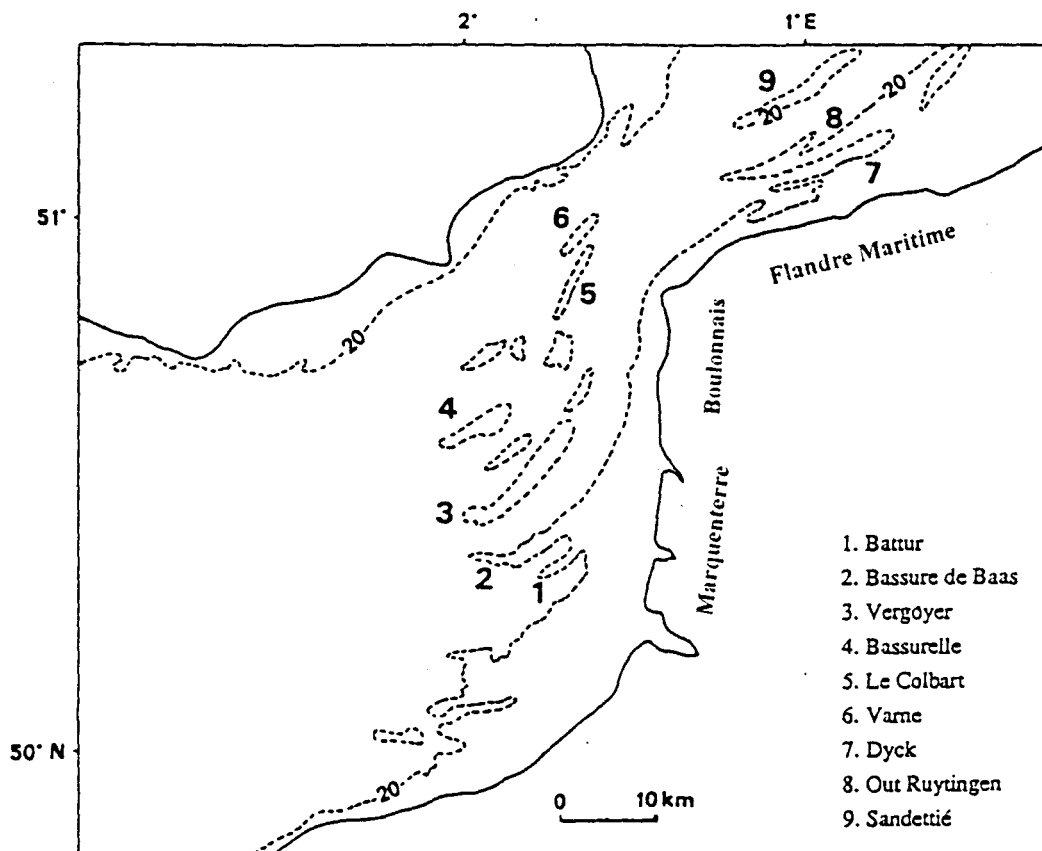 2°
1°E
9
20
20
8
7
51°
6
Flandre Maritime
5
20
Boulonnais
4
3
Marquenterre
2
1
1. Battur
2. Bassure de Baas
3. Vergoyer
4. Bassurelle
5. Le Colbart
6. Varne
7. Dyck
8. Out Ruytingen
9. Sandettié
50° N
20
0 10 km